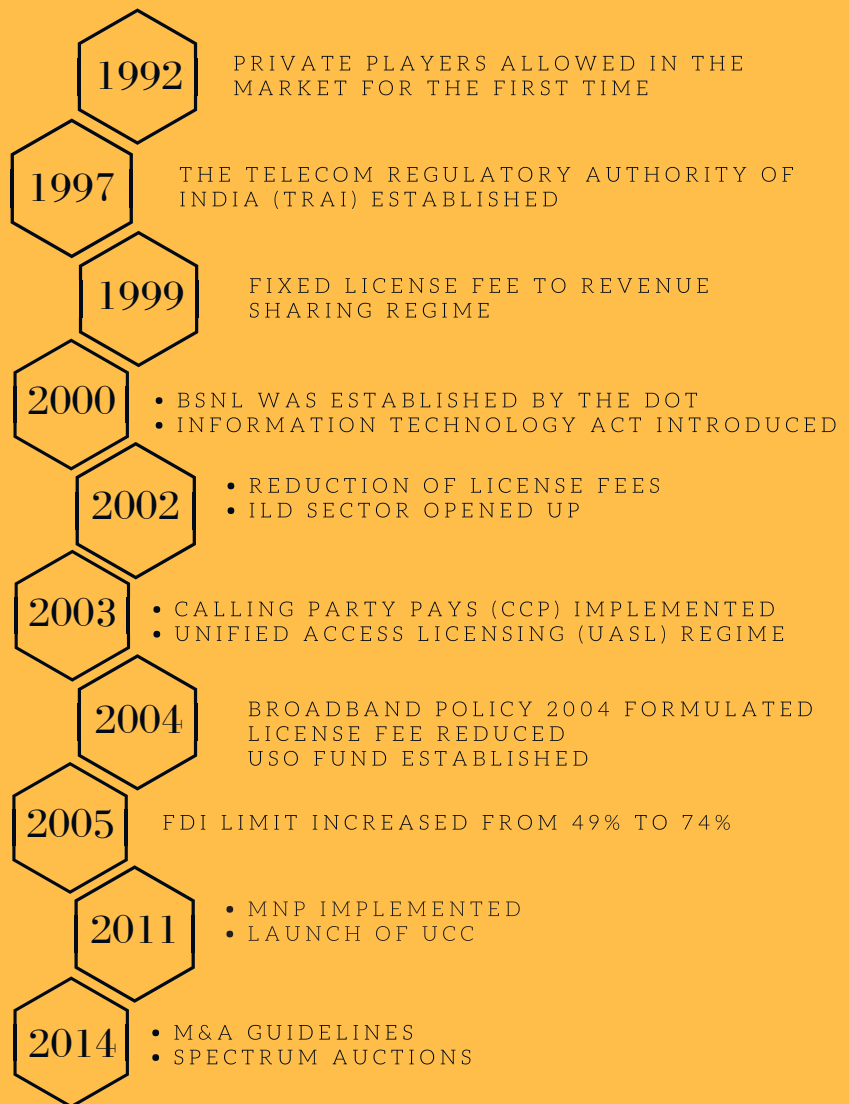 1992
PRIVATE PLAYERS ALLOWED IN THE
MARKET FOR THE FIRST TIME
1997
THE TELECOM REGULATORY AUTHORITY OF
INDIA (TRAI) ESTABLISHED
1999
FIXED LICENSE FEE TO REVENUE
SHARING REGIME
2000
• BSNL WAS ESTABLISHED BY THE DOT
• INFORMATION TECHNOLOGY ACT INTRODUCED
2002
• REDUCTION OF LICENSE FEES
• ILD SECTOR OPENED UP
2003
• CALLING PARTY PAYS (CCP) IMPLEMENTED
• UNIFIED ACCESS LICENSING (UASL) REGIME
2004
BROADBAND POLICY 2004 FORMULATED
LICENSE FEE REDUCED
USO FUND ESTABLISHED
2005
FDI LIMIT INCREASED FROM 49% TO 74%
2011
• MNP IMPLEMENTED
• LAUNCH OF UCC
2014
• M&A GUIDELINES
• SPECTRUM AUCTIONS